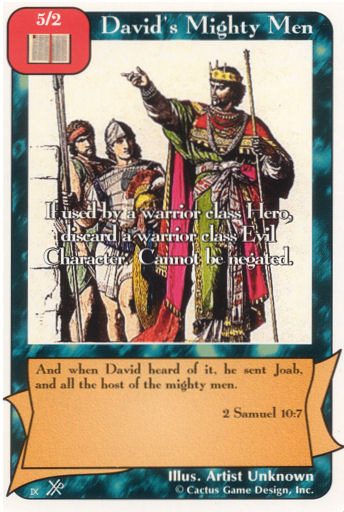 5/2
David's Mighty Men
If used by a warrior class Hero,
discard a warrior class Evil
Character. Cannot be negated.
And when David heard of it, he sent Joab,
and all the host of the mighty men.
2 Samuel 10:7
Illus. Artist Unknown
IX
© Cactus Game Design, Inc.